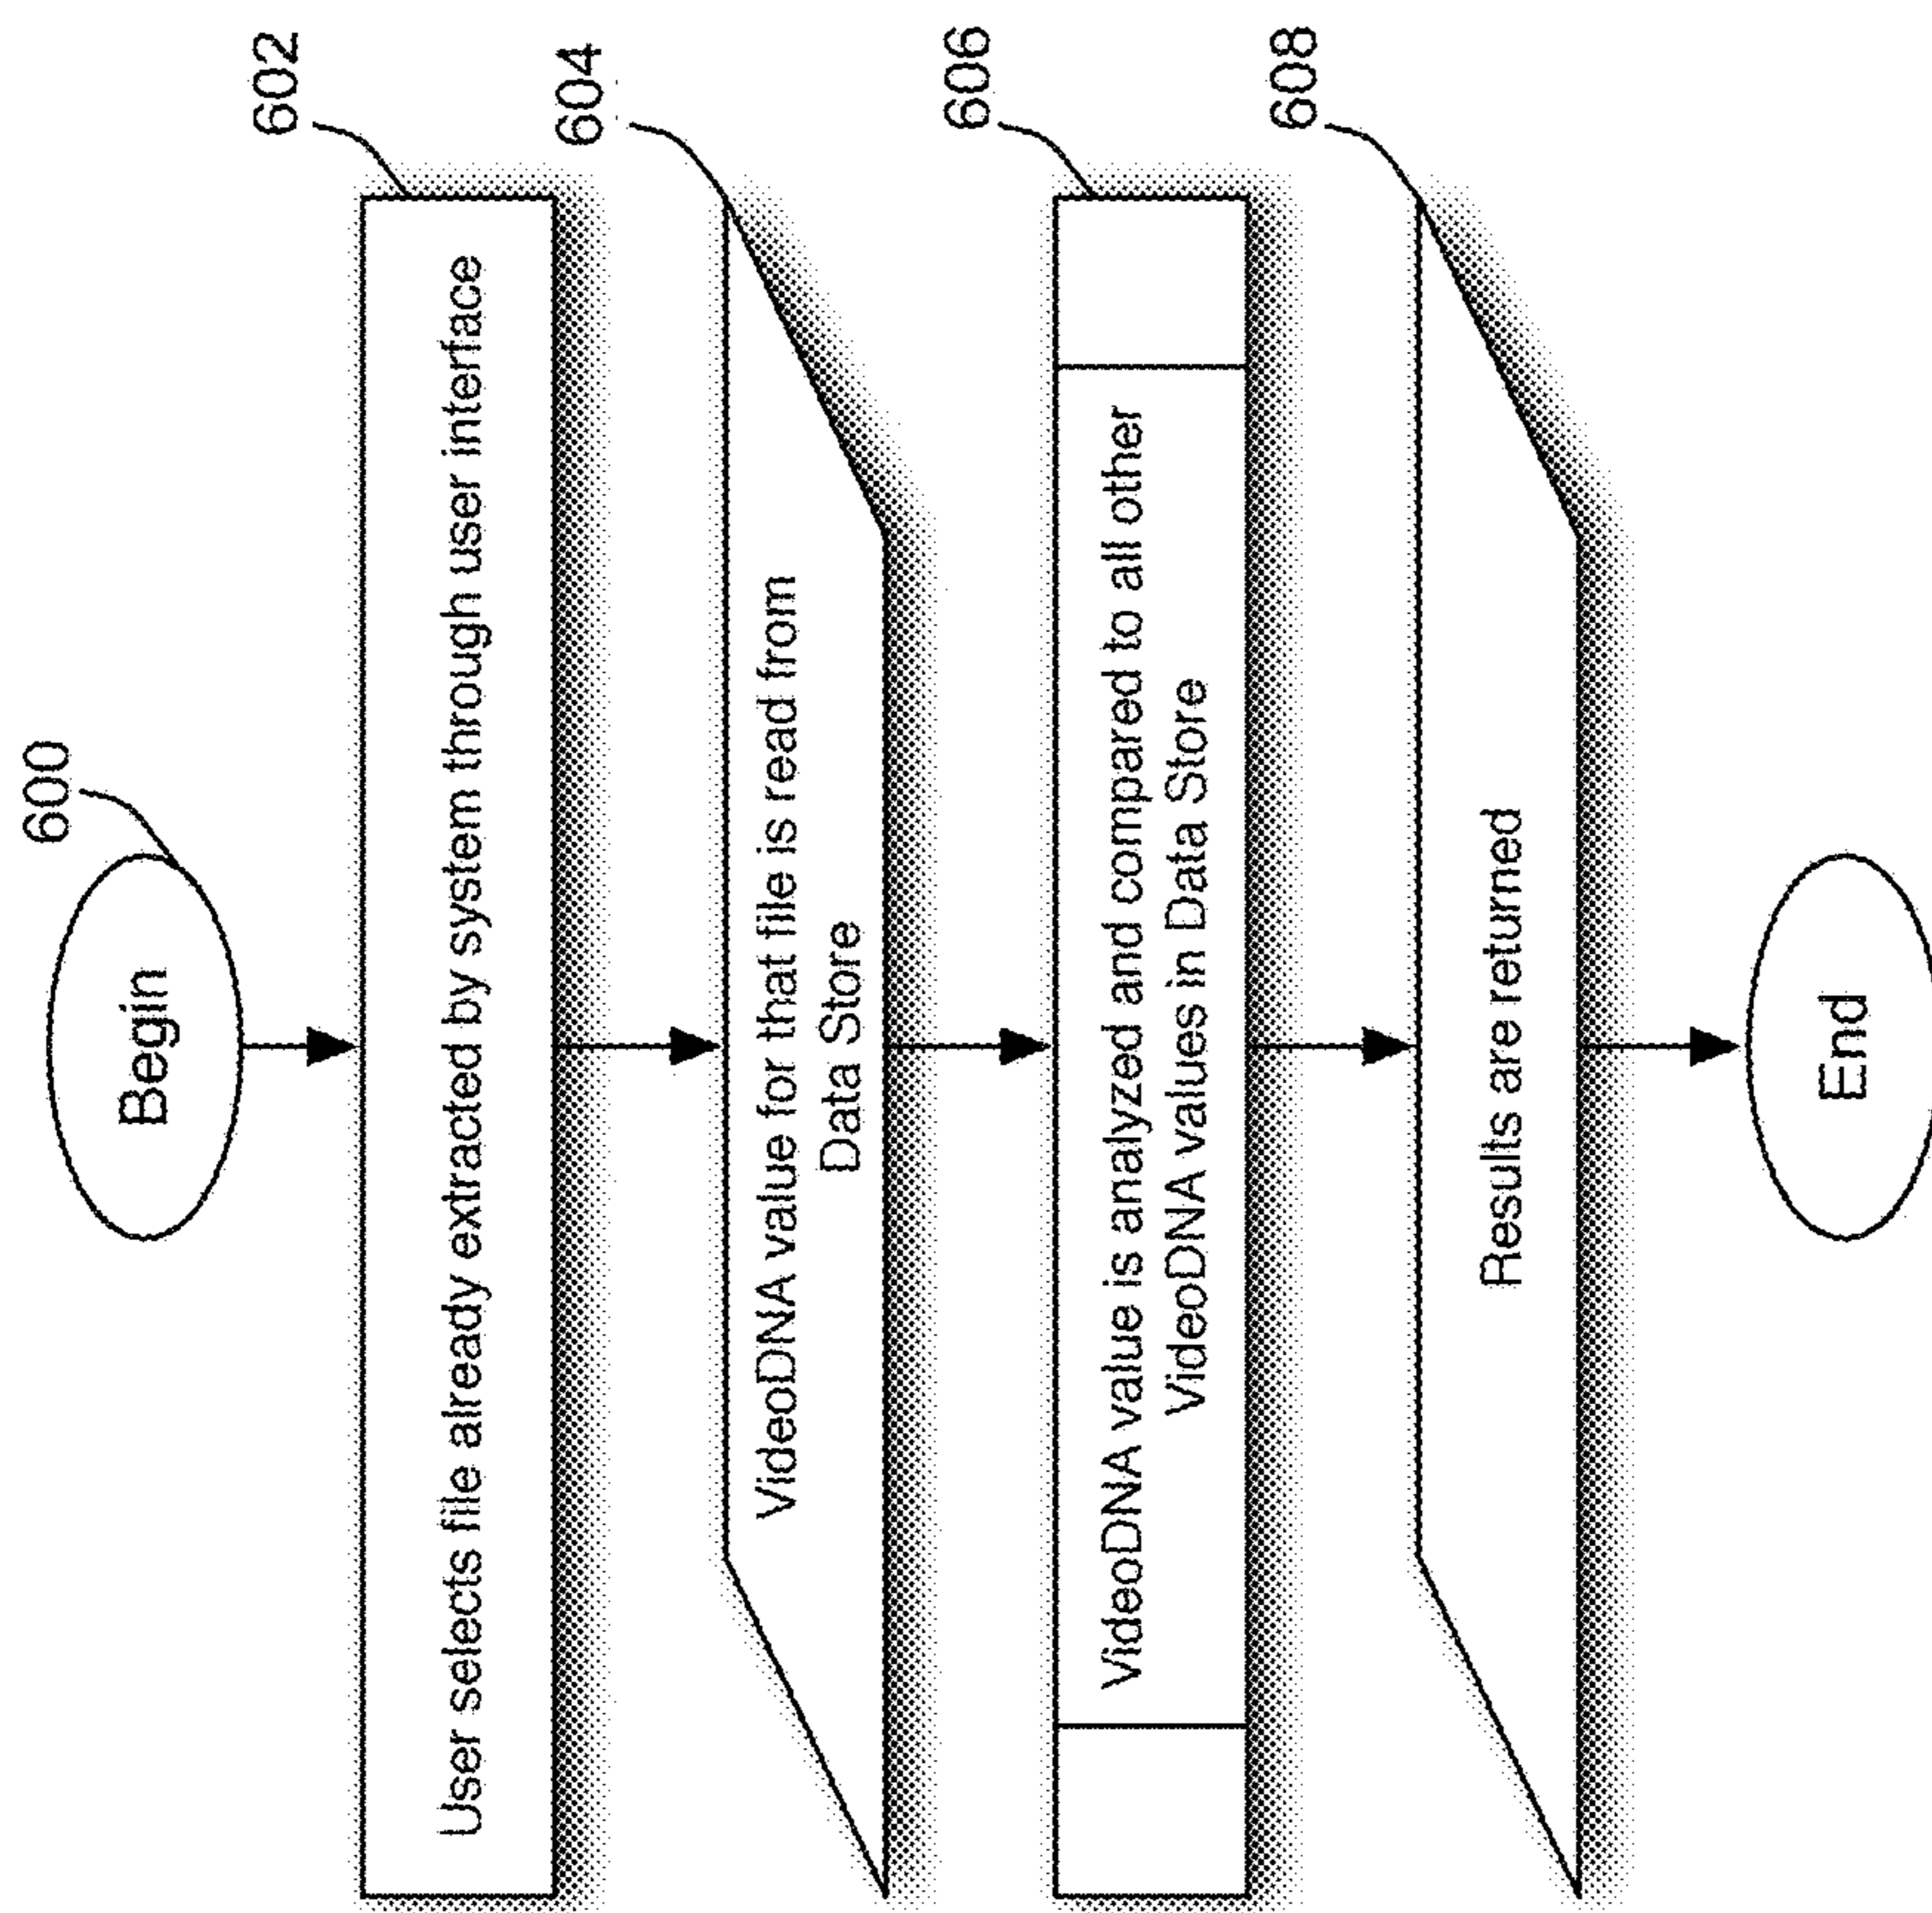 600
Begin
602
User selects file already extracted by system through user interface
604
VideoDNA value for that file is read from
Data Store
606
VideoDNA value is analyzed and compared to all other
VideoDNA values in Data Store
608
Results are returned
End